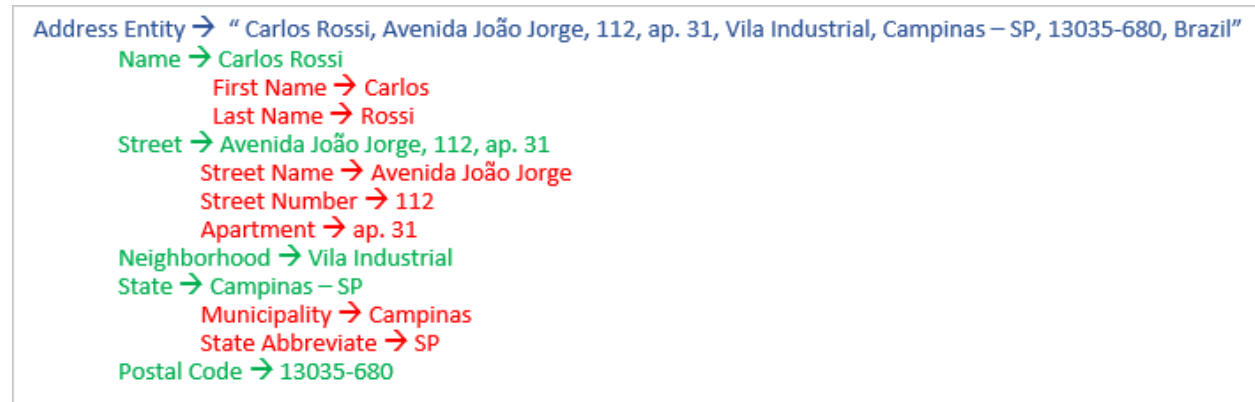 Address Entity → “ Carlos Rossi, Avenida João Jorge, 112, ap. 31, Vila Industrial, Campinas – SP, 13035-680, Brazil”
Name → Carlos Rossi
First Name → Carlos
Last Name → Rossi
Street → Avenida João Jorge, 112, ap. 31
Street Name → Avenida João Jorge
Street Number → 112
Apartment → ap. 31
Neighborhood → Vila Industrial
State → Campinas – SP
Municipality → Campinas
State Abbreviate → SP
Postal Code → 13035-680